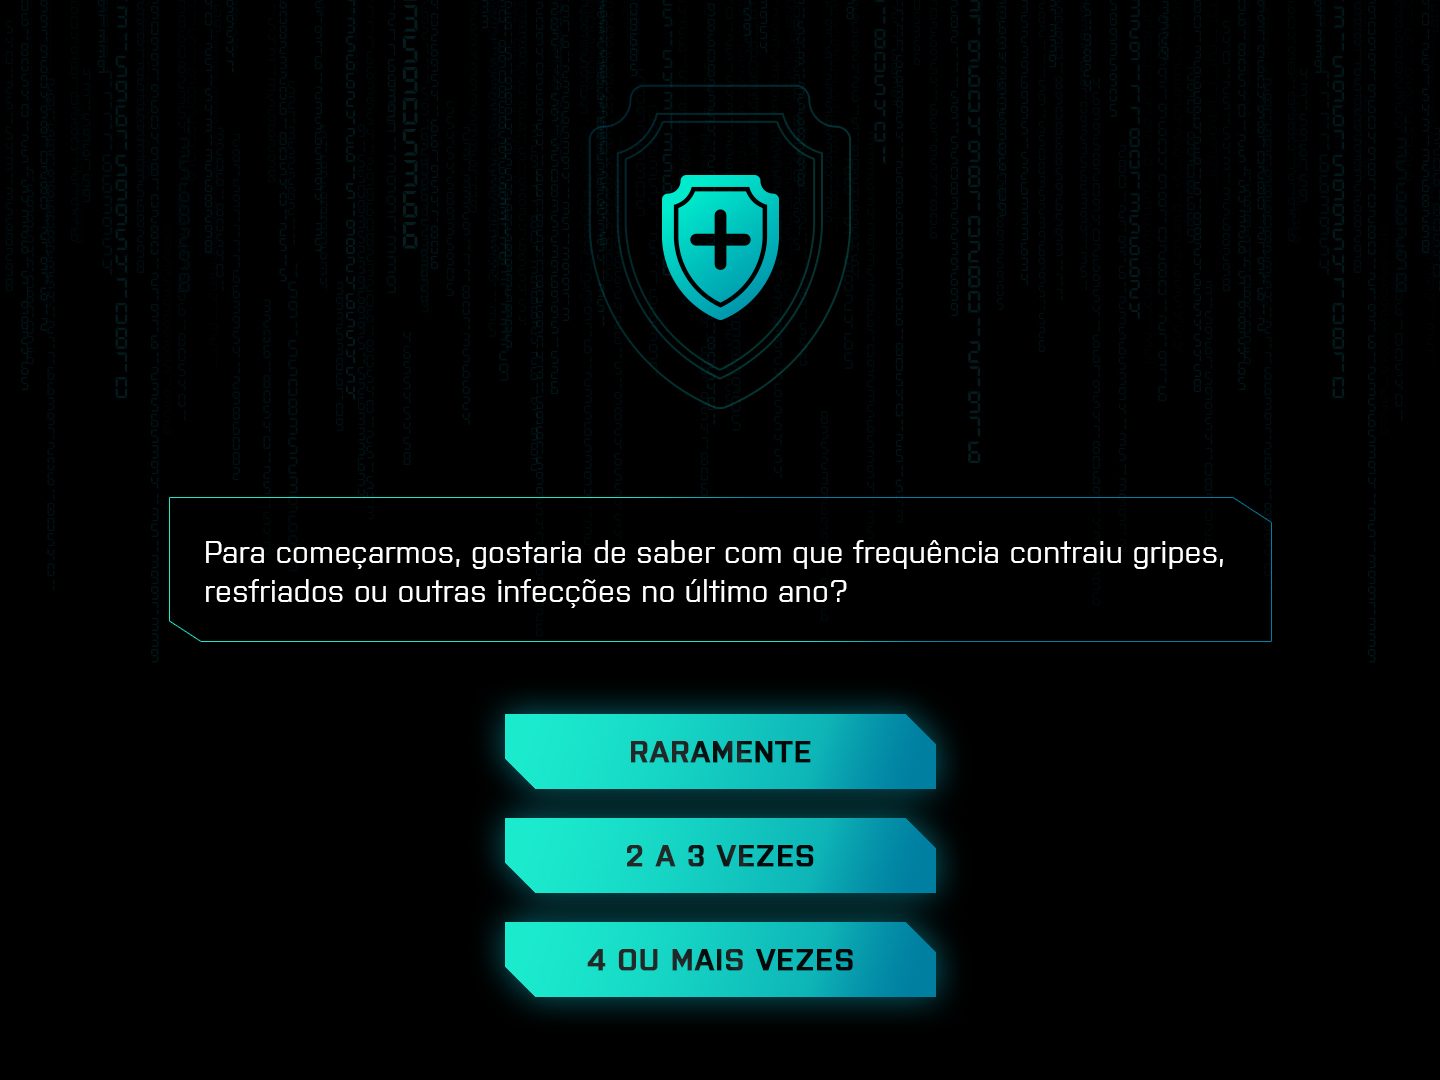 Para começarmos, gostaria de saber com que frequência contraiu gripes,
resfriados ou outras infecções no último ano?
RARAMENTE
2 A 3 VEZES
4 OU MAIS VEZES